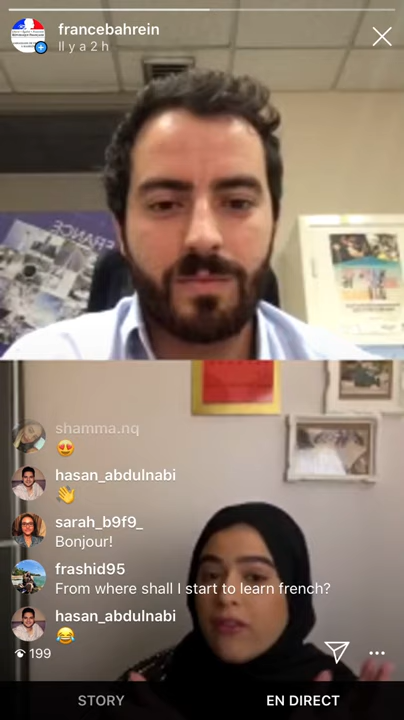 francebahrein
Il y a 2 h
FRANCE
shamma.nq
😍
hasan_abdulnabi
👋
sarah_b9f9_
Bonjour!
frashid95
From where shall I start to learn french?
hasan_abdulnabi
😂
199
STORY
EN DIRECT